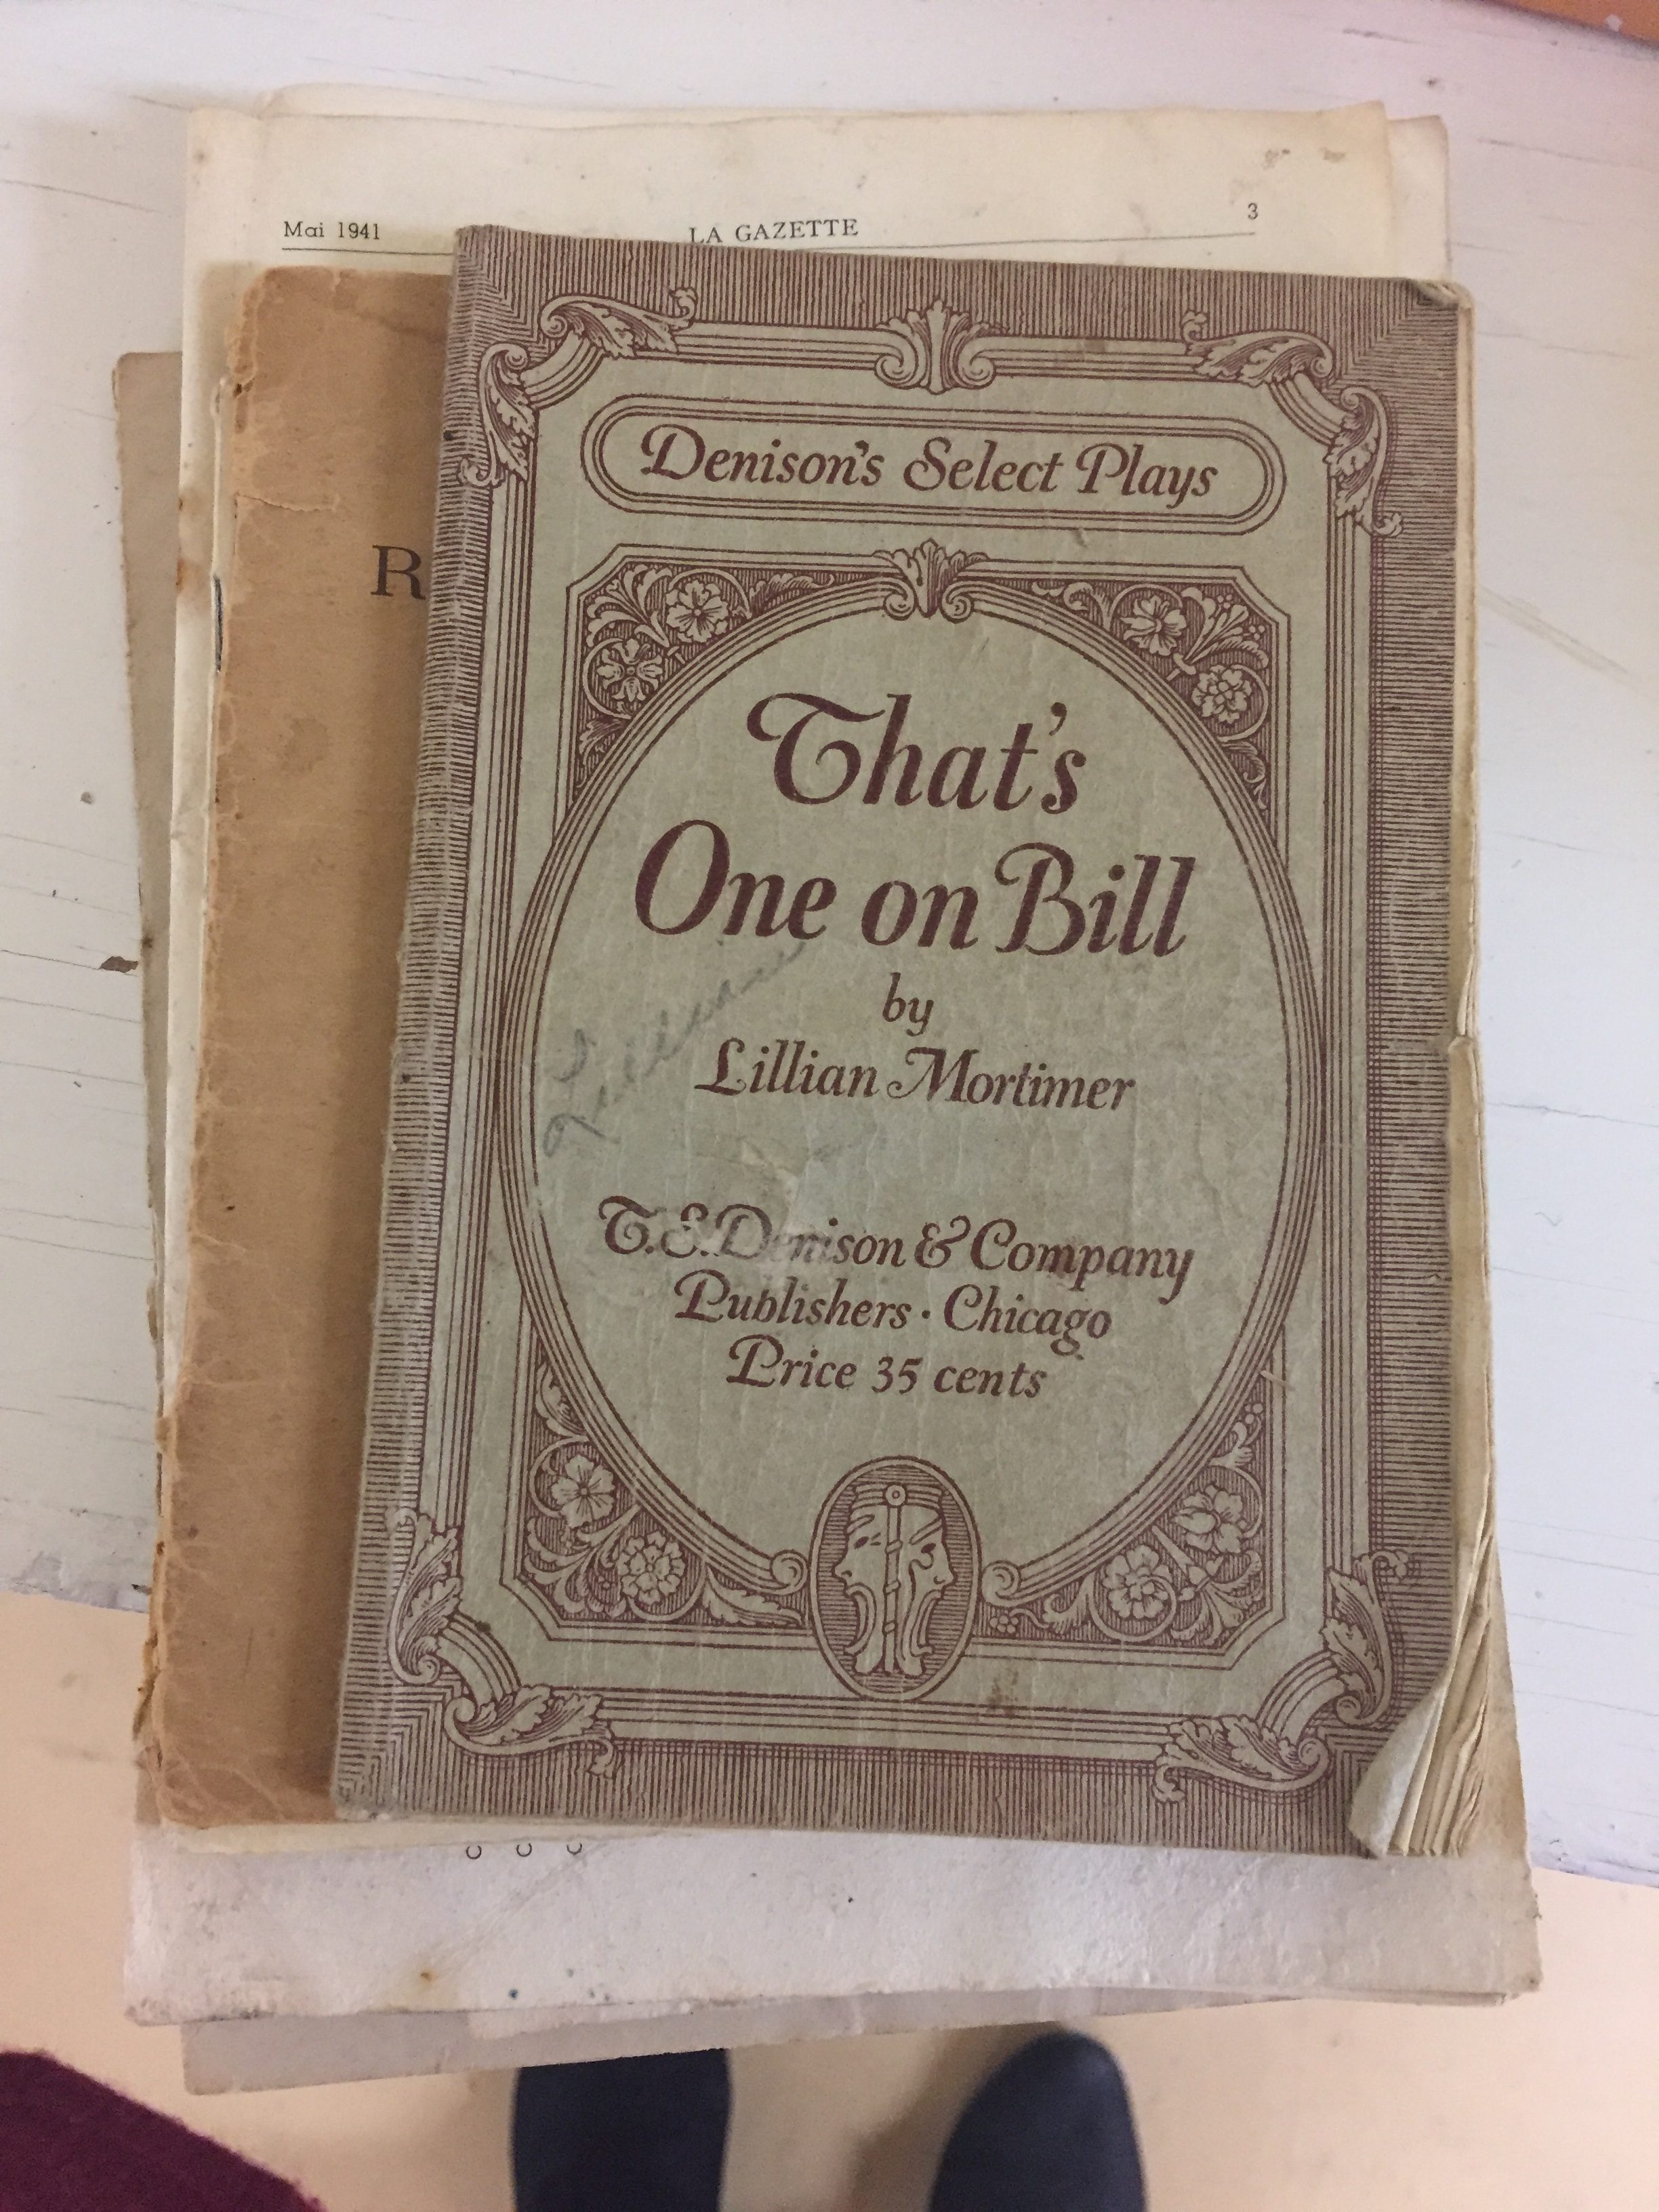 Mai 1941 LA GAZETTE 3
R
Denison's Select Plays
That's
One on Bill
by
Lillian Mortimer
T.S. Denison & Company
Publishers · Chicago
Price 35 cents